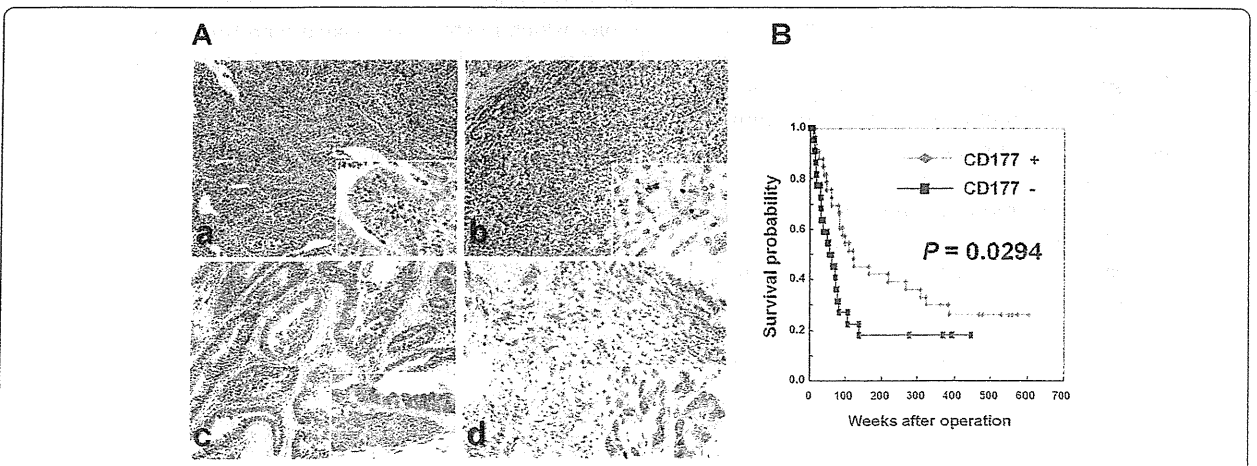 A
B
a
b
c
d
1.0
0.8
0.6
0.4
0.2
0.0
Survival probability
CD177 +
CD177 -
P = 0.0294
0 100 200 300 400 500 600 700
Weeks after operation